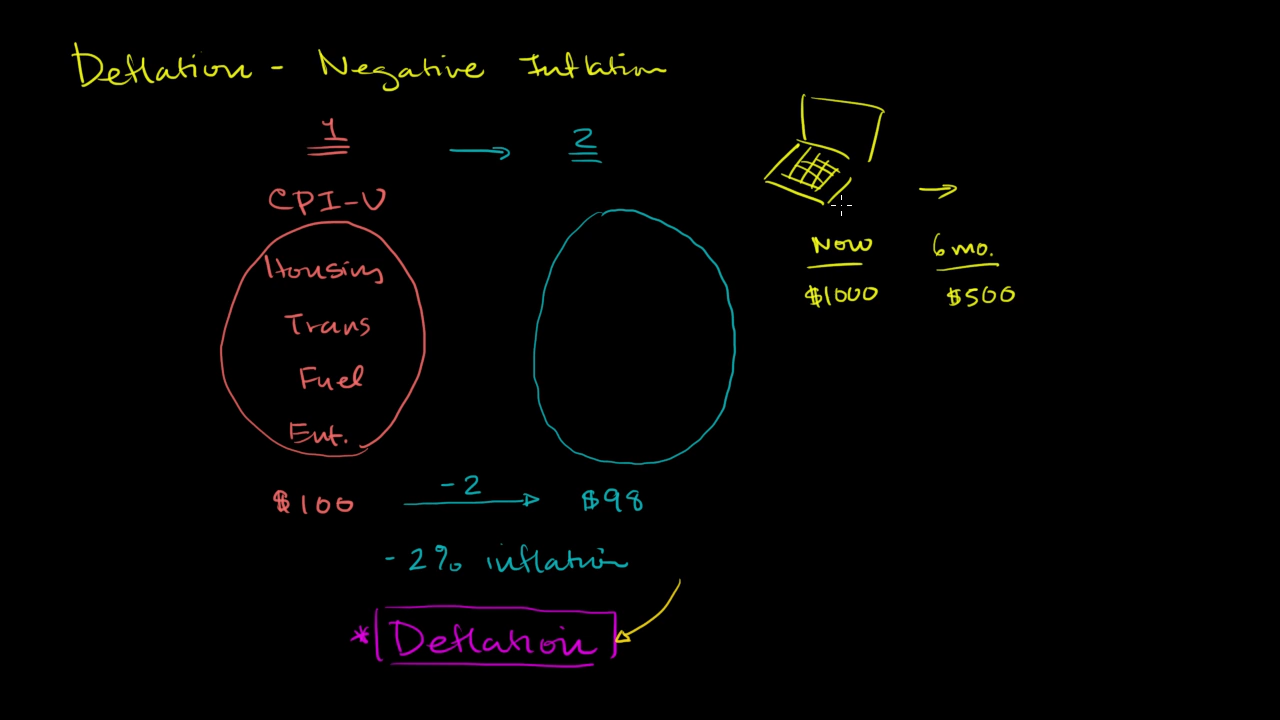 Deflation - Negative Inflation
1 → 2
CPI-U
Housing
Trans
Fuel
Ent.
$100 -2 $98
-2% inflation
* Deflation
→
Now 6 mo.
$1000 $500